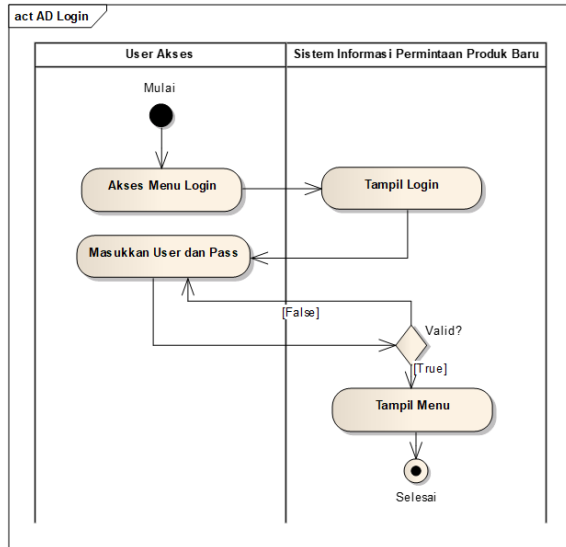 act AD Login
User Akses
Sistem Informasi Permintaan Produk Baru
Mulai
Akses Menu Login
Tampil Login
Masukkan User dan Pass
[False]
Valid?
[True]
Tampil Menu
Selesai